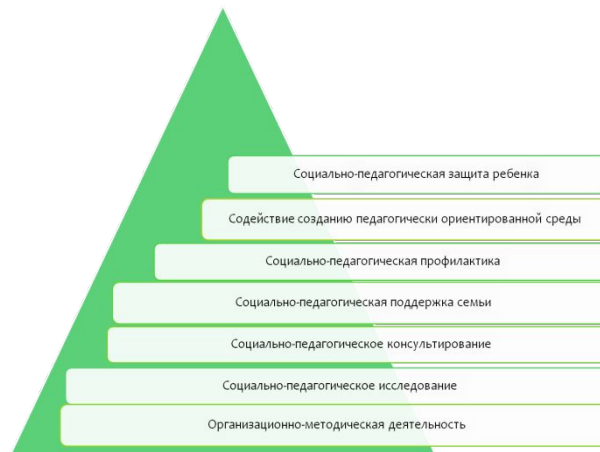 Социально-педагогическая защита ребенка
Содействие созданию педагогически ориентированной среды
Социально-педагогическая профилактика
Социально-педагогическая поддержка семьи
Социально-педагогическое консультирование
Социально-педагогическое исследование
Организационно-методическая деятельность